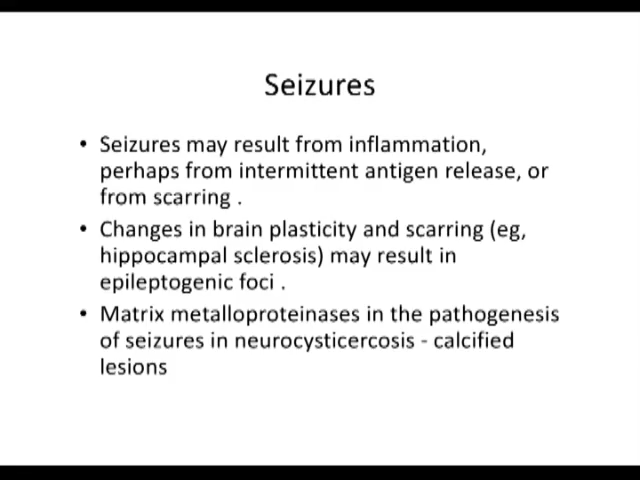 Seizures
• Seizures may result from inflammation,
perhaps from intermittent antigen release, or
from scarring .
• Changes in brain plasticity and scarring (eg,
hippocampal sclerosis) may result in
epileptogenic foci .
• Matrix metalloproteinases in the pathogenesis
of seizures in neurocysticercosis - calcified
lesions